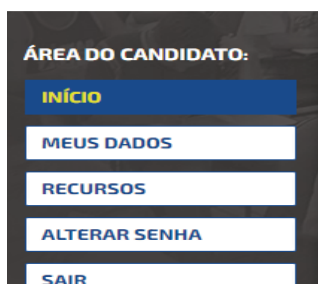 ÁREA DO CANDIDATO:
INÍCIO
MEUS DADOS
RECURSOS
ALTERAR SENHA
SAIR